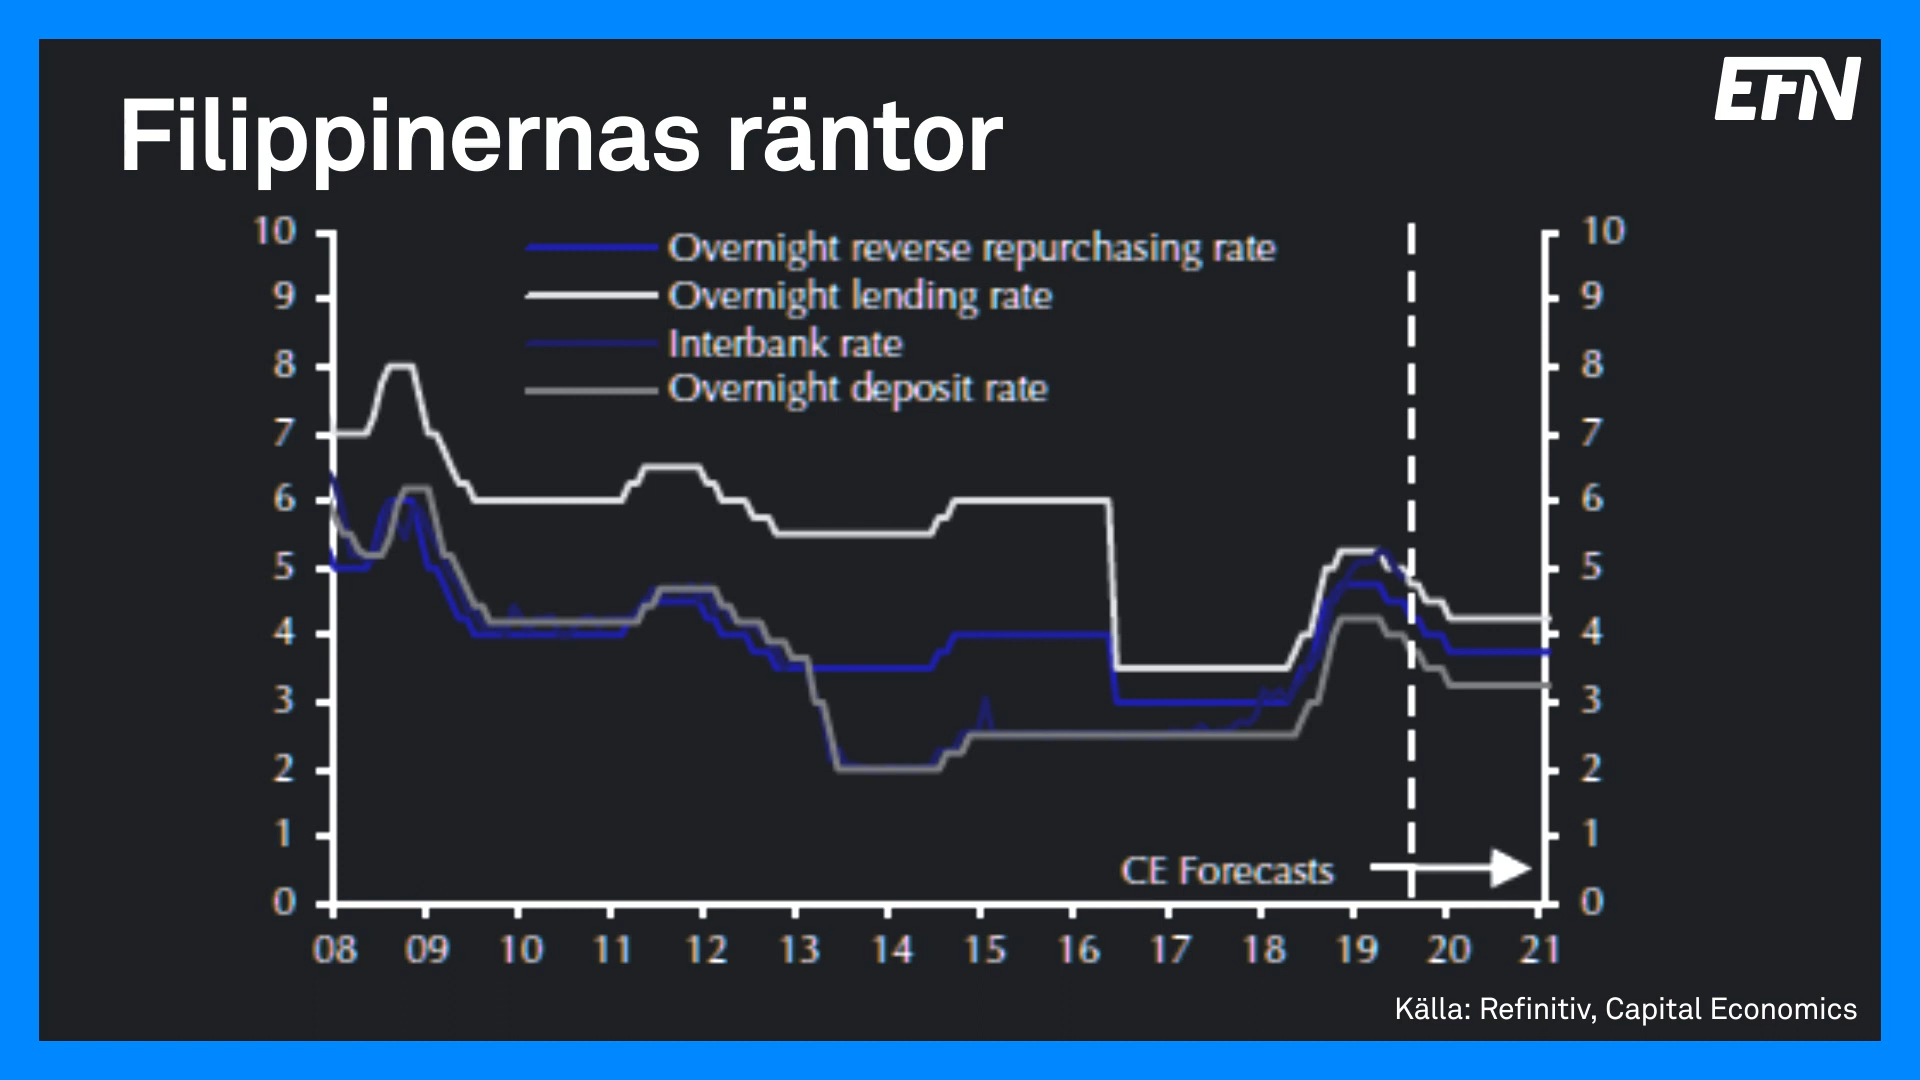 EFN
Filippinernas räntor
Overnight reverse repurchasing rate
Overnight lending rate
Interbank rate
Overnight deposit rate
10 10
9 9
8 8
7 7
6 6
5 5
4 4
3 3
2 2
1 1
CE Forecasts
0 0
08 09 10 11 12 13 14 15 16 17 18 19 20 21
Källa: Refinitiv, Capital Economics